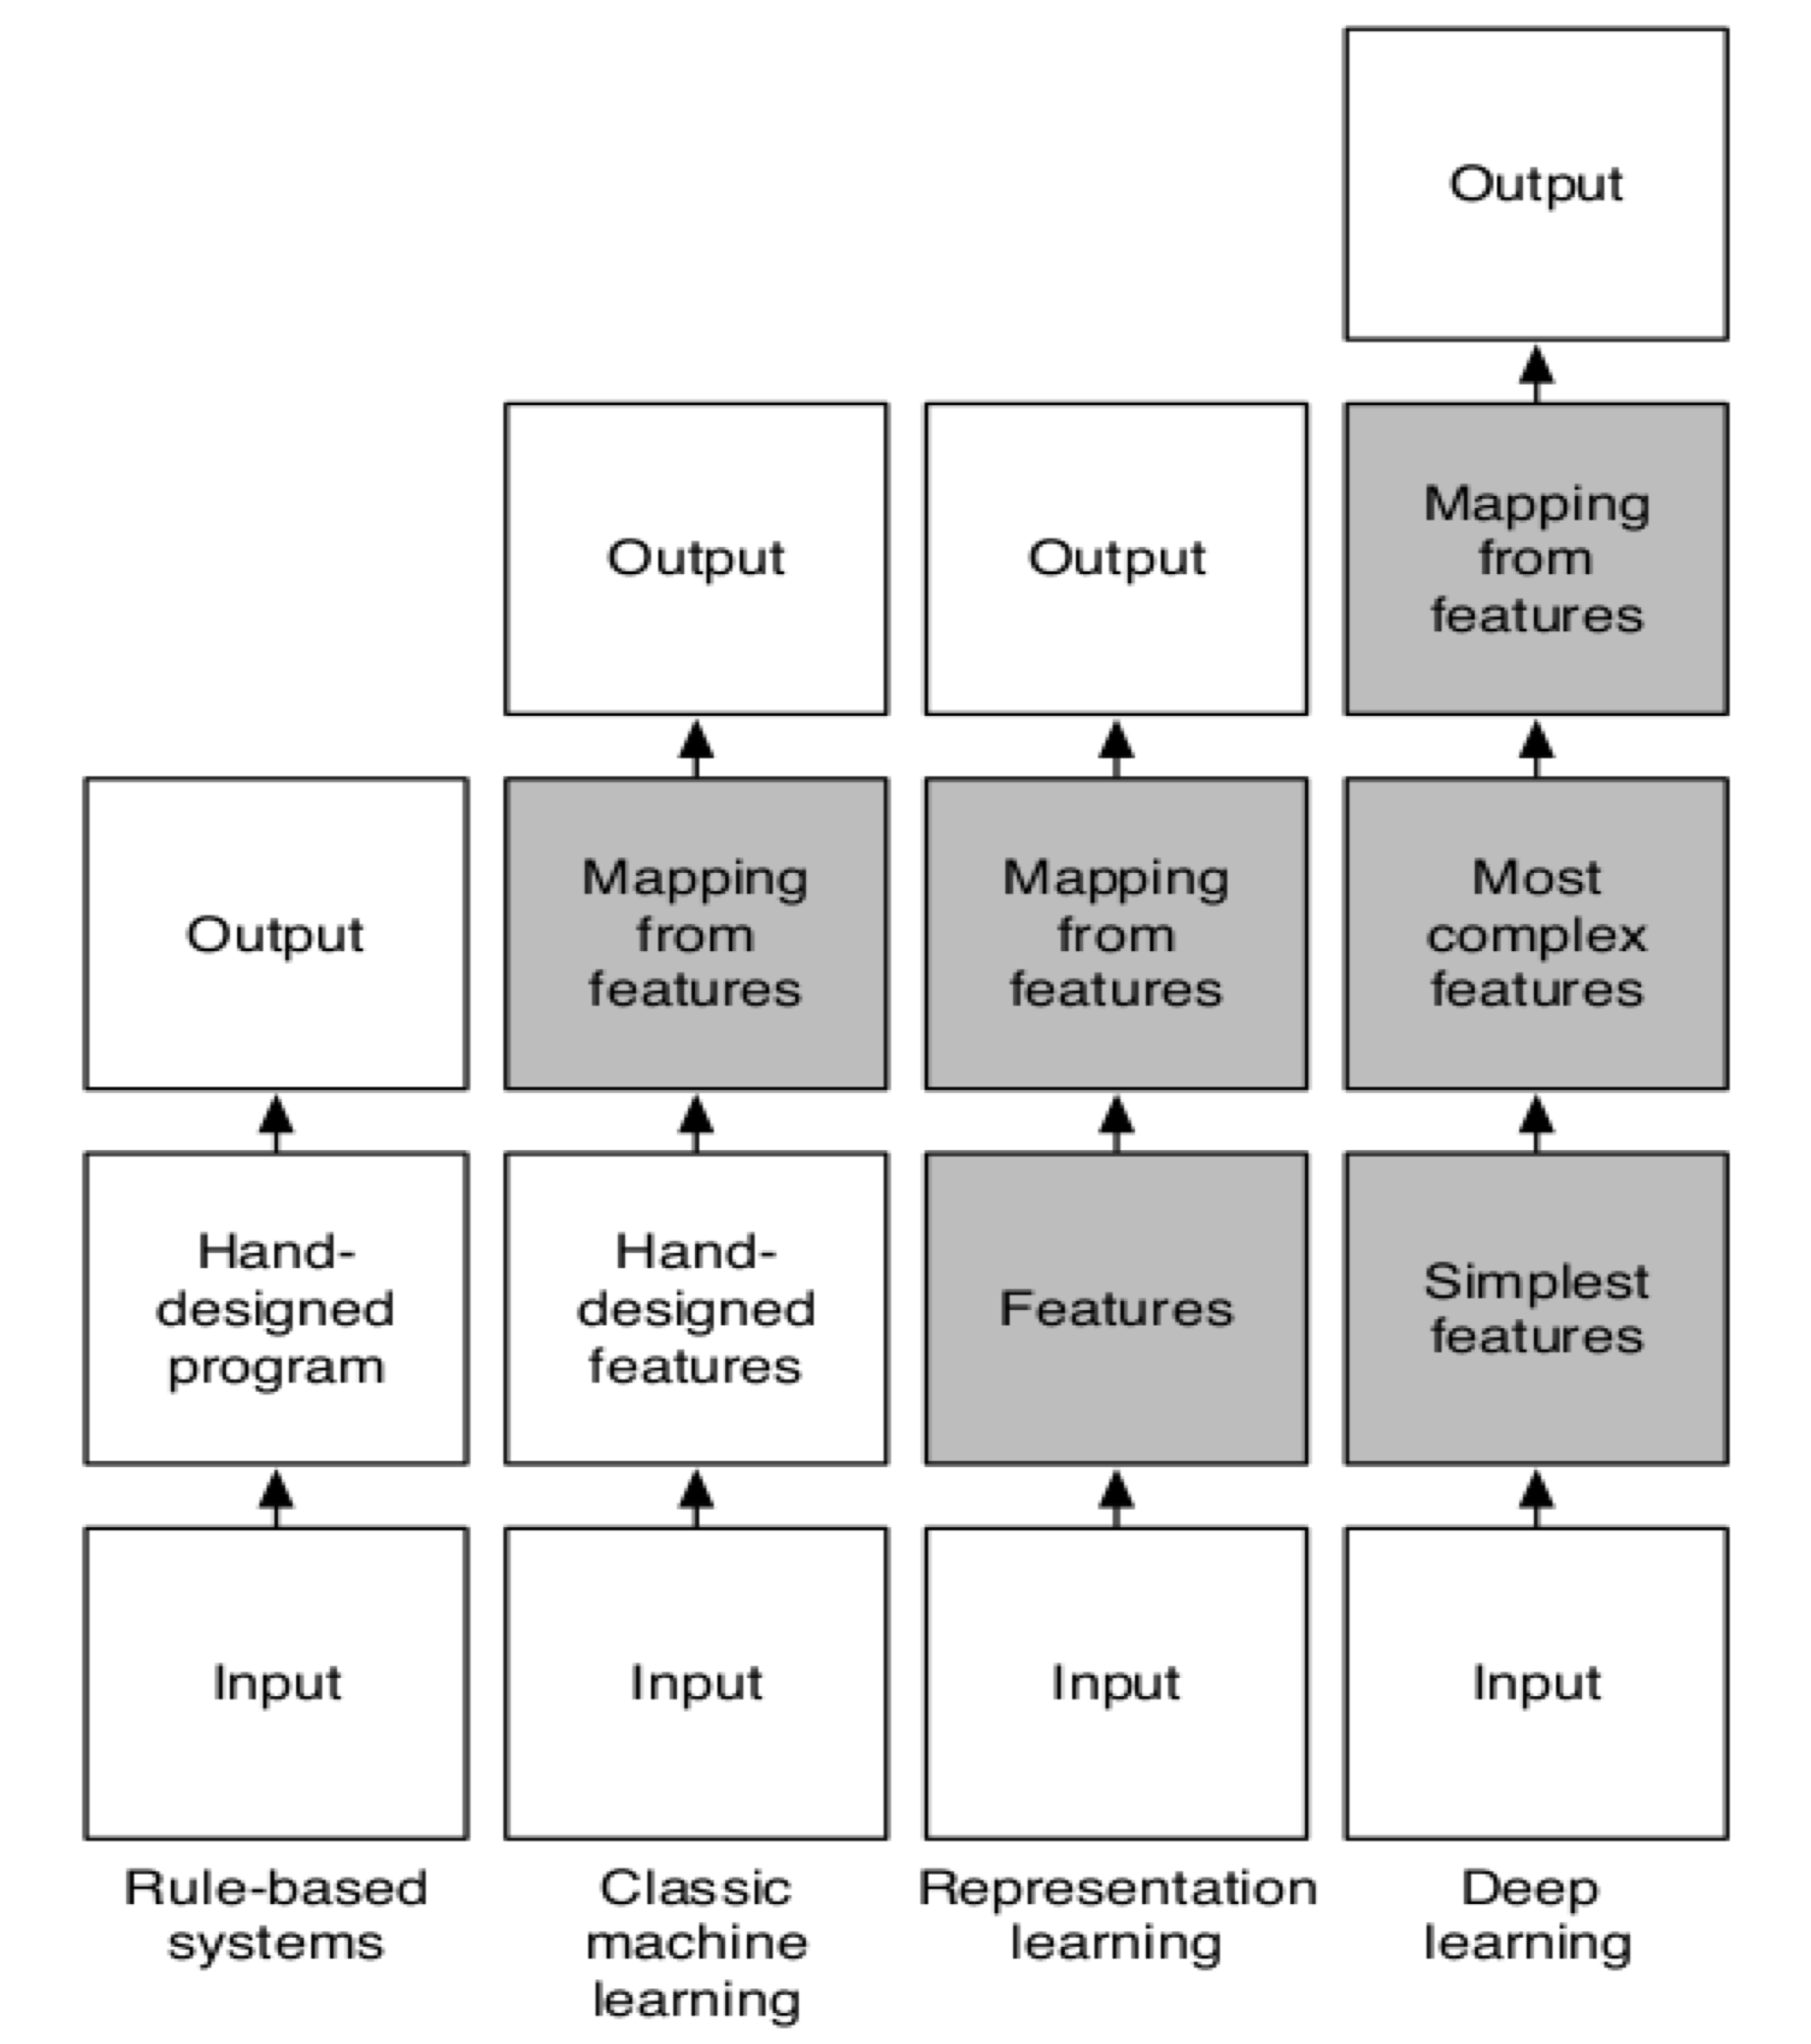 Output
Output
Output
Mapping
from
features
Output
Mapping
from
features
Mapping
from
features
Most
complex
features
Hand-
designed
program
Hand-
designed
features
Features
Simplest
features
Input
Input
Input
Input
Rule-based
systems
Classic
machine
learning
Representation
learning
Deep
learning